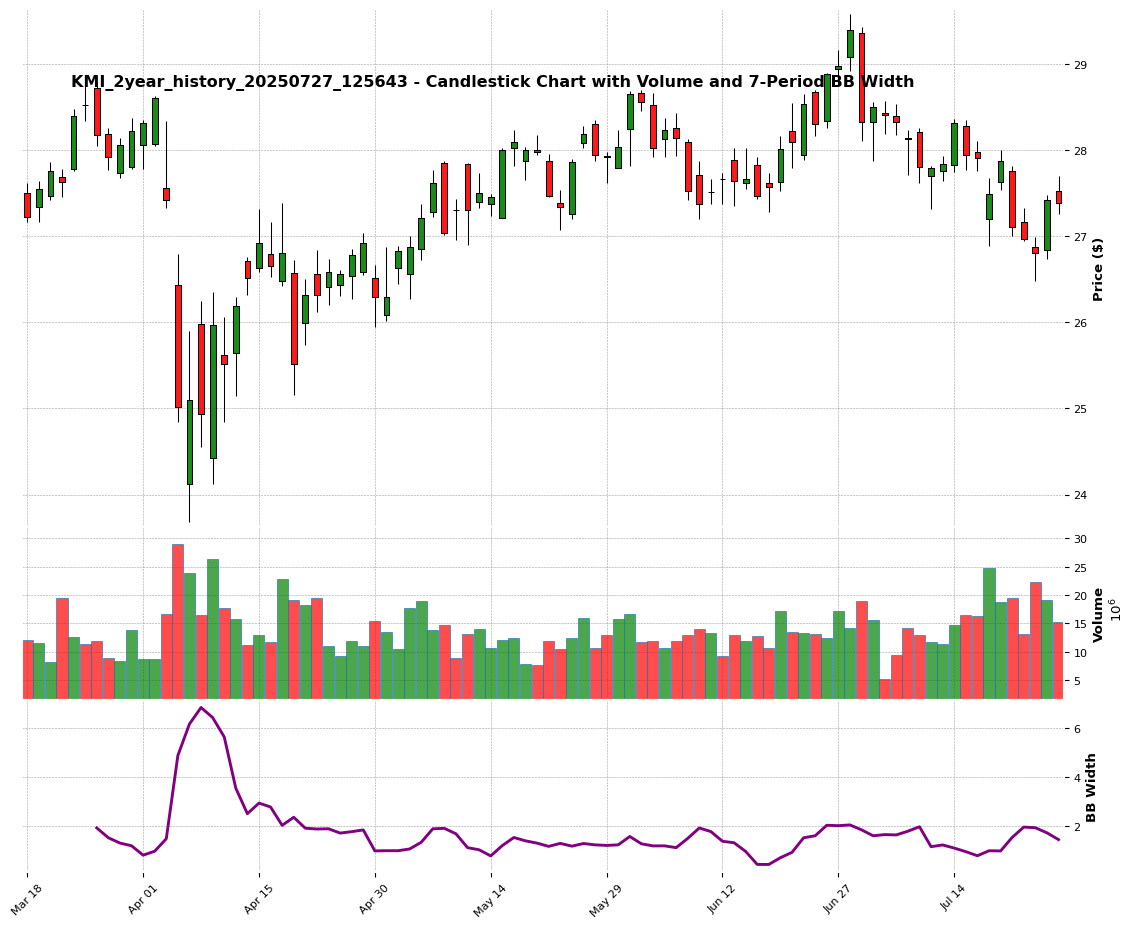 KMI_2year_history_20250727_125643 - Candlestick Chart with Volume and 7-Period BB Width
29
28
27
26
25
24
Price ($)
30
25
20
15
10
5
Volume
10^6
6
4
2
BB Width
Mar 18
Apr 01
Apr 15
Apr 30
May 14
May 29
Jun 12
Jun 27
Jul 14